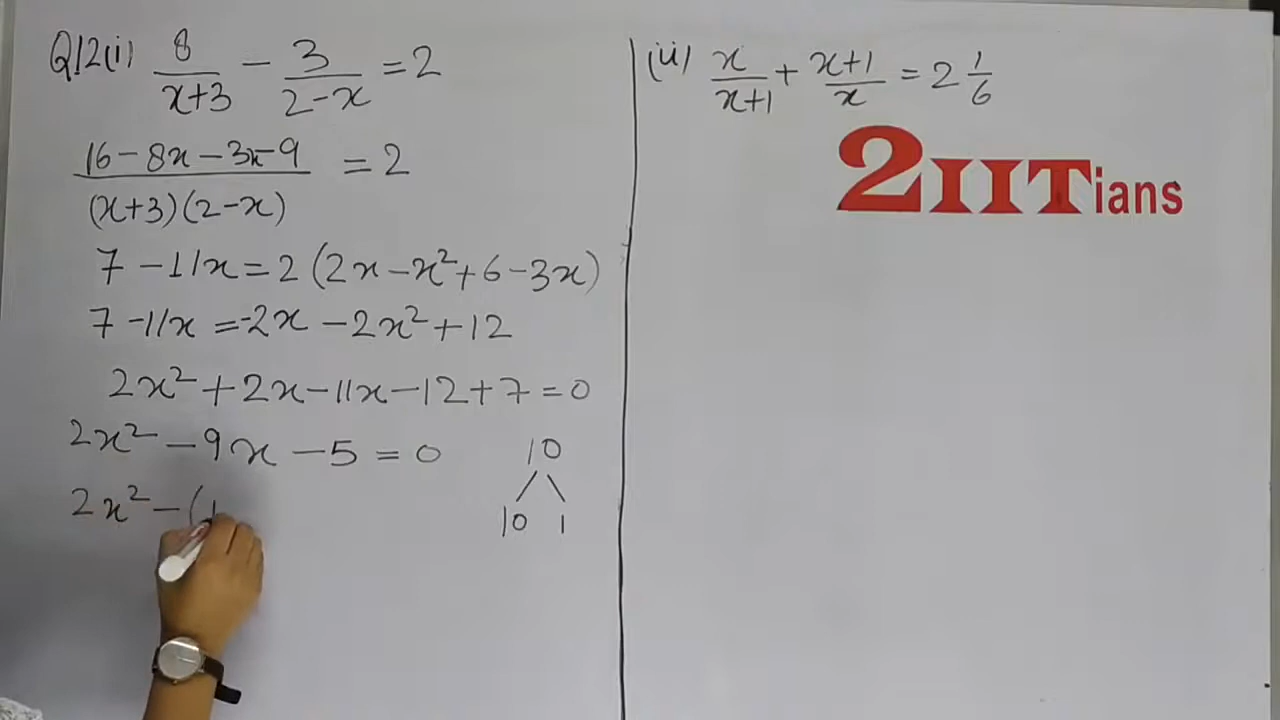 Q12(i) 8/(x+3) - 3/(2-x) = 2
(16-8x-3x-9)/((x+3)(2-x)) = 2
7-11x=2(2x-x²+6-3x)
7-11x=-2x-2x²+12
2x²+2x-11x-12+7=0
2x²-9x-5=0
2x²-(1
10
10 1
(ii) x/(x+1) + (x+1)/x = 2 1/6
2IITians